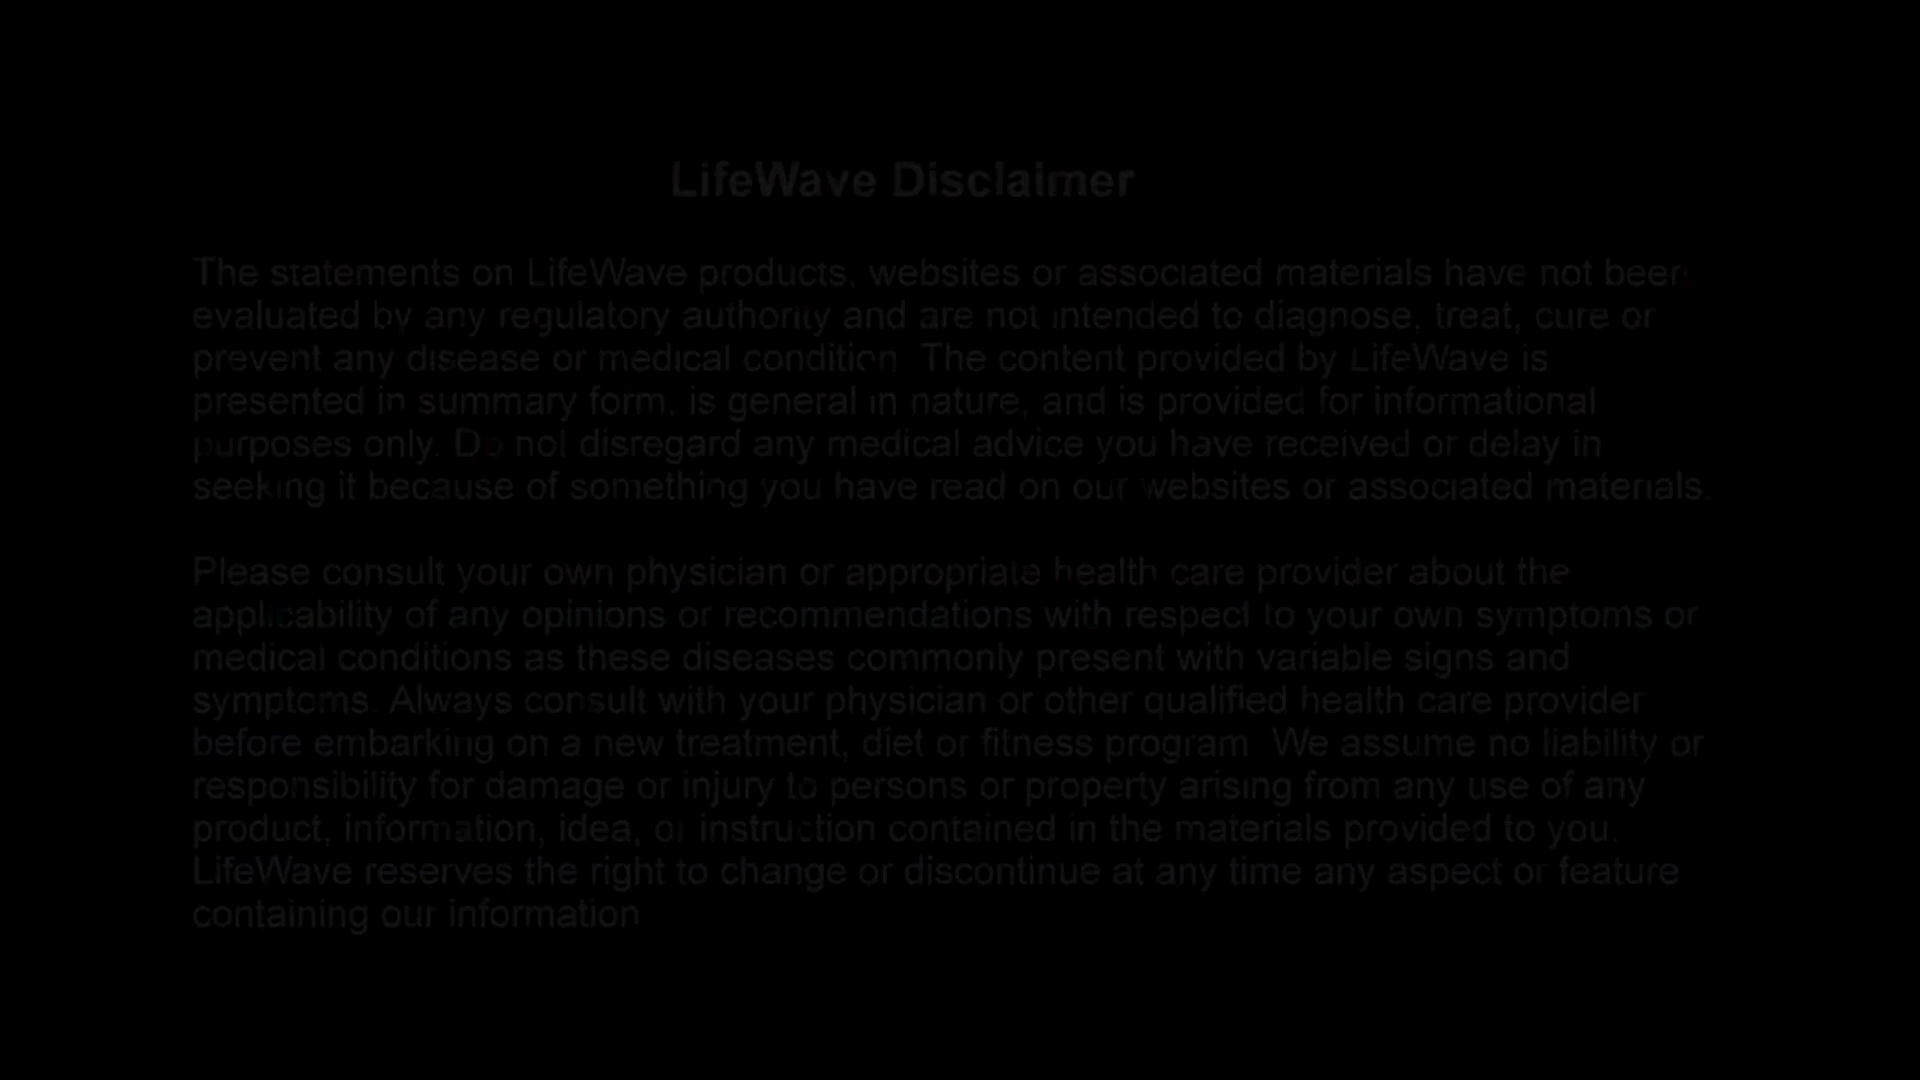 LifeWave Disclaimer
The statements on LifeWave products, websites or associated materials have not been
evaluated by any regulatory authority and are not intended to diagnose, treat, cure or
prevent any disease or medical condition. The content provided by LifeWave is
presented in summary form, is general in nature, and is provided for informational
purposes only. Do not disregard any medical advice you have received or delay in
seeking it because of something you have read on our websites or associated materials.
Please consult your own physician or appropriate health care provider about the
applicability of any opinions or recommendations with respect to your own symptoms or
medical conditions as these diseases commonly present with variable signs and
symptoms. Always consult with your physician or other qualified health care provider
before embarking on a new treatment, diet or fitness program. We assume no liability or
responsibility for damage or injury to persons or property arising from any use of any
product, information, idea, or instruction contained in the materials provided to you.
LifeWave reserves the right to change or discontinue at any time any aspect or feature
containing our information